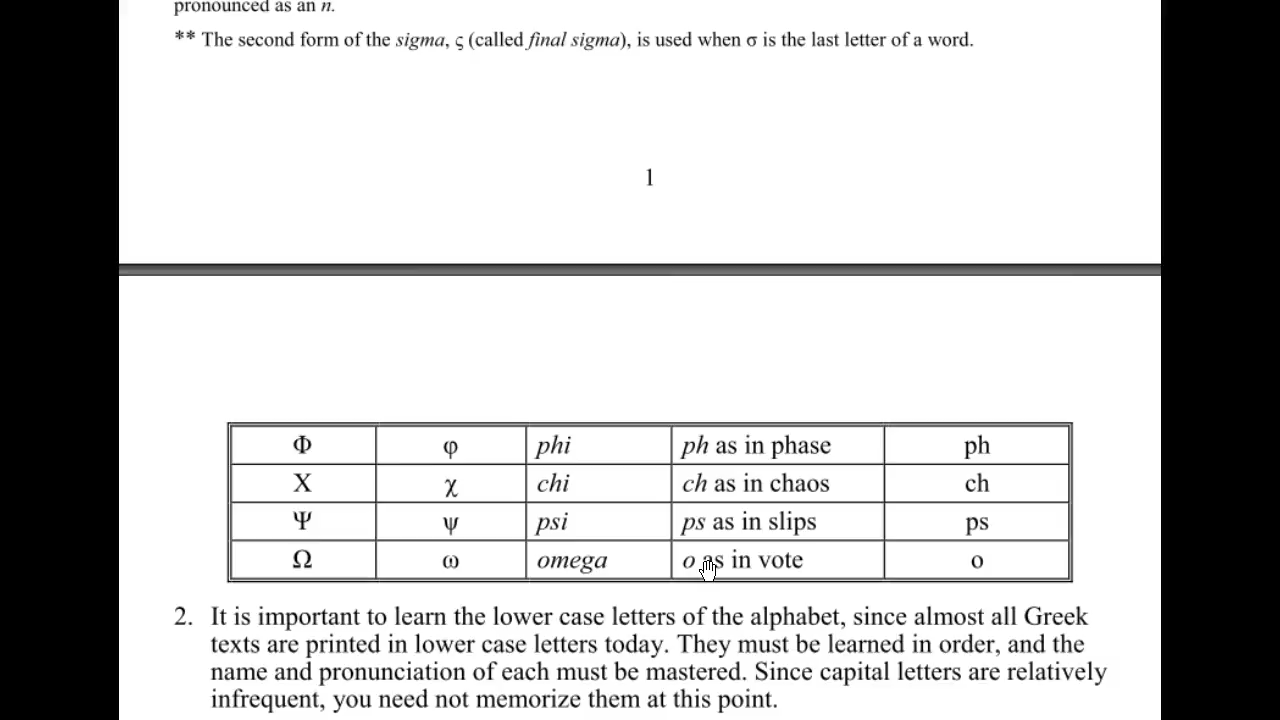 pronounced as an n.
** The second form of the sigma, ς (called final sigma), is used when σ is the last letter of a word.
1
Φ φ phi ph as in phase ph
Χ χ chi ch as in chaos ch
Ψ ψ psi ps as in slips ps
Ω ω omega o as in vote o
2. It is important to learn the lower case letters of the alphabet, since almost all Greek
texts are printed in lower case letters today. They must be learned in order, and the
name and pronunciation of each must be mastered. Since capital letters are relatively
infrequent, you need not memorize them at this point.